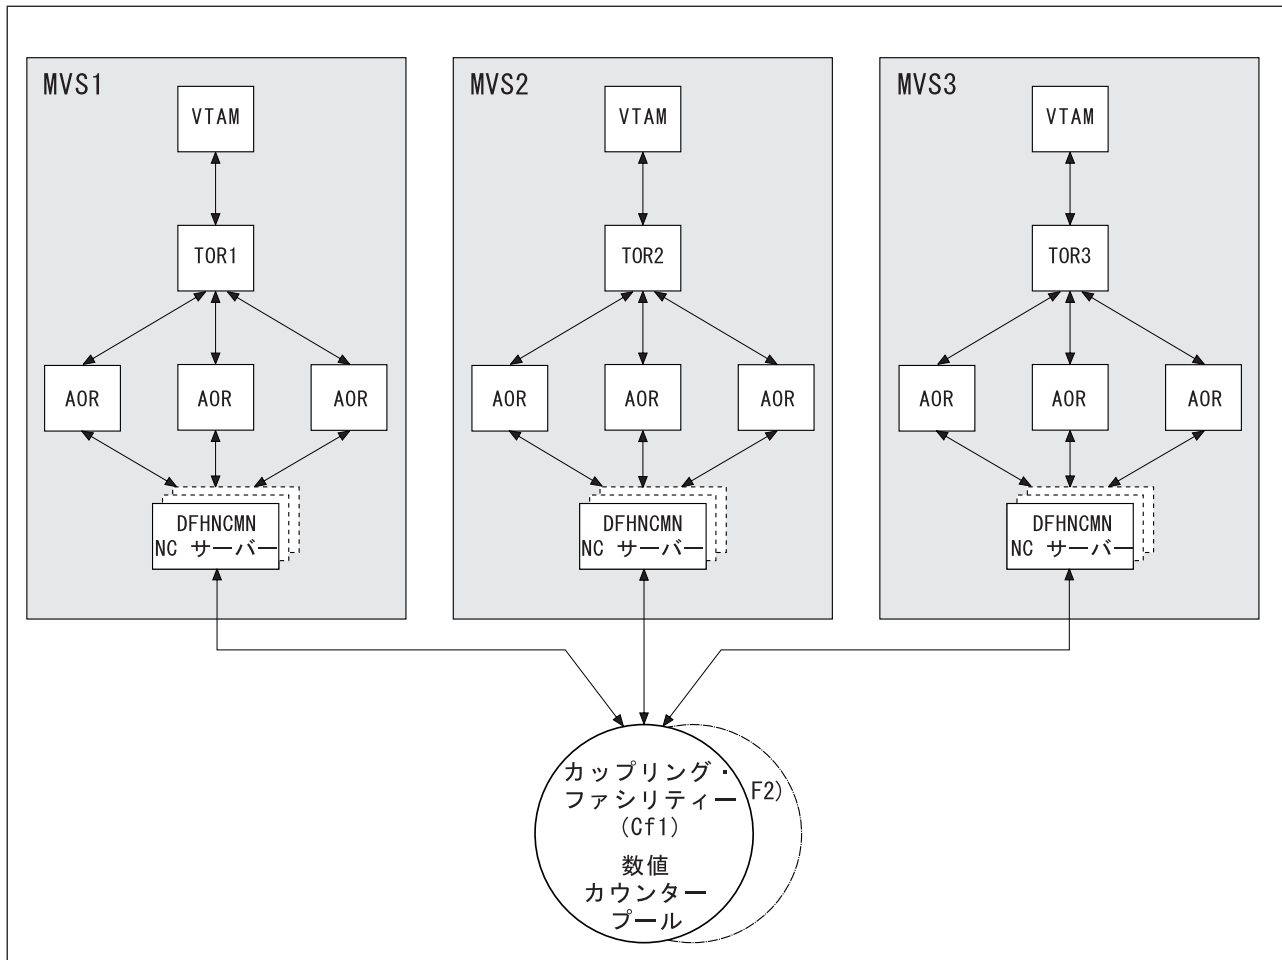 MVS1
VTAM
TOR1
AOR
AOR
AOR
DFHNCMN
NC サーバー
MVS2
VTAM
TOR2
AOR
AOR
AOR
DFHNCMN
NC サーバー
MVS3
VTAM
TOR3
AOR
AOR
AOR
DFHNCMN
NC サーバー
カップリング・
ファシリティー
(Cf1)
数値
カウンター
プール
F2)